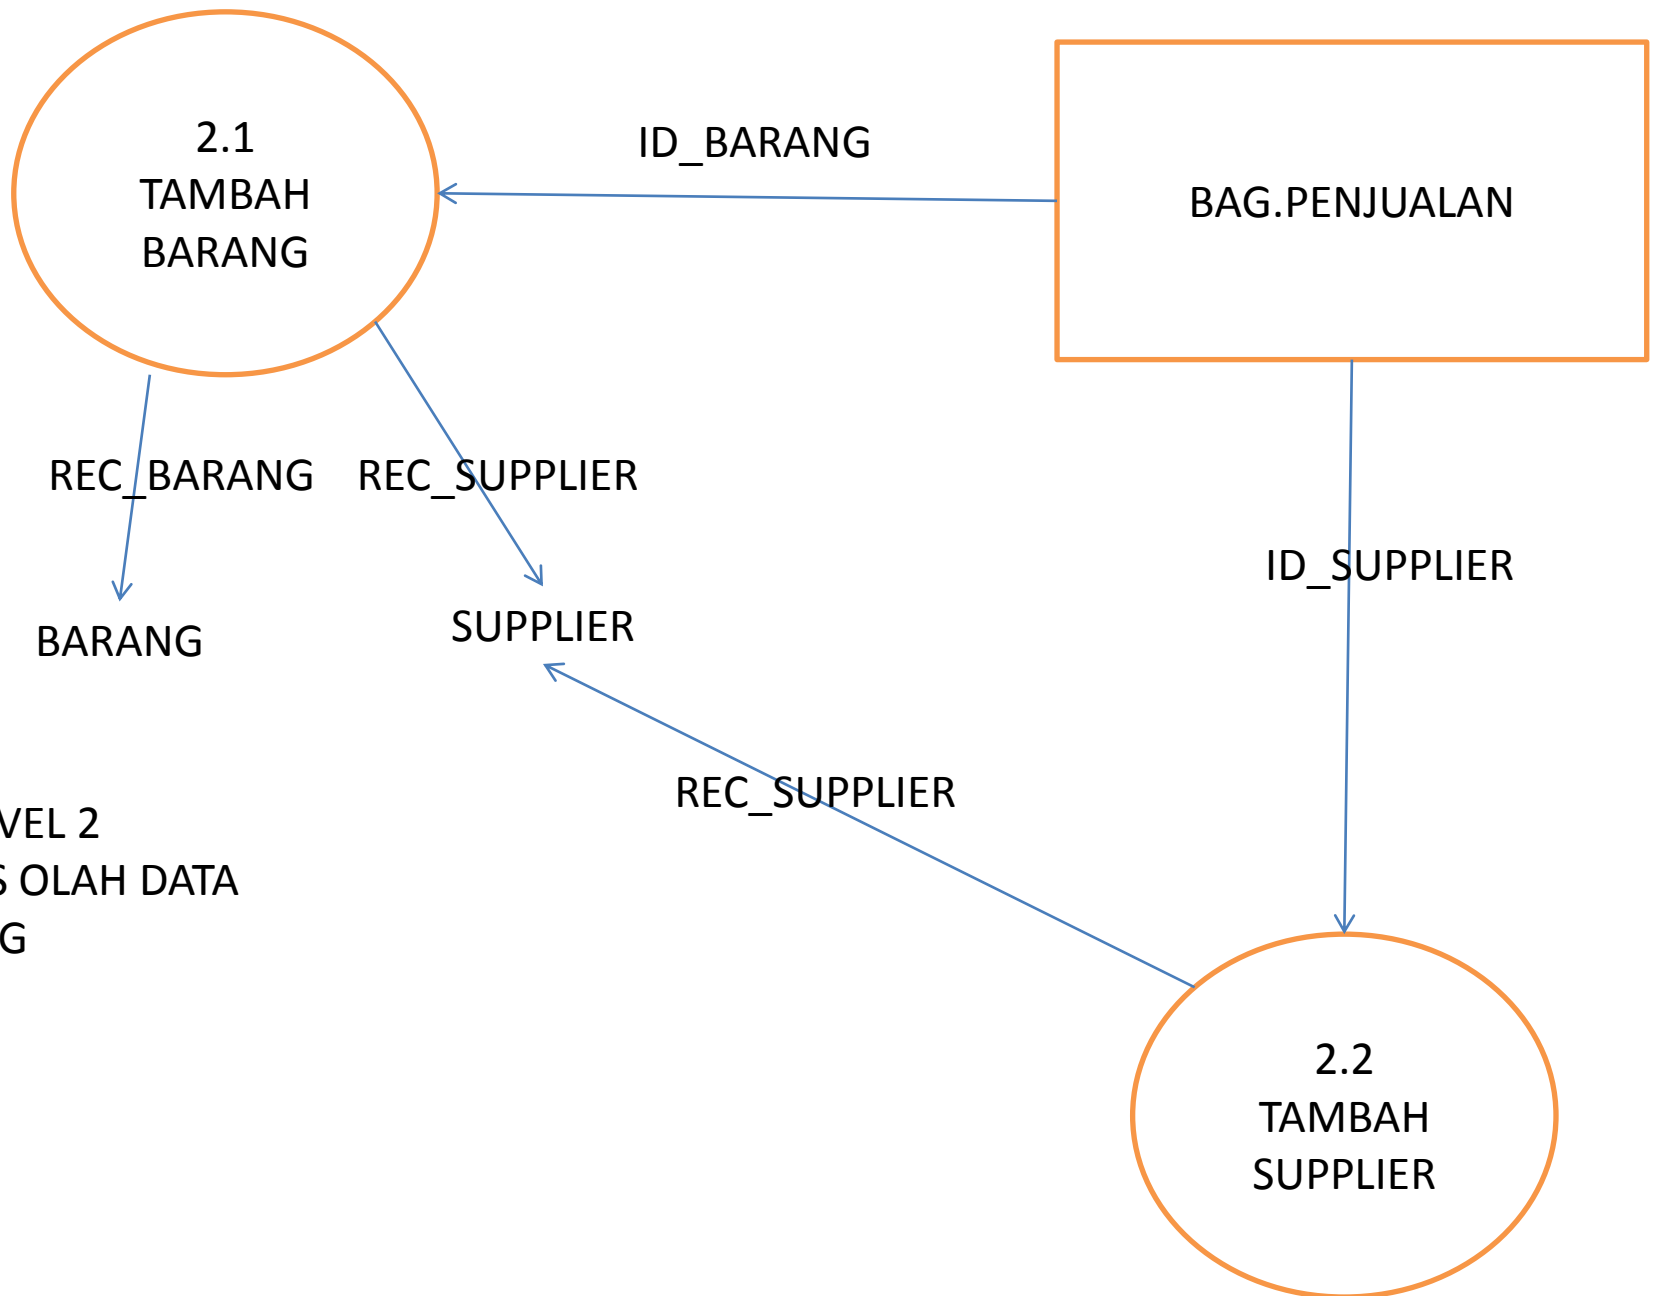 2.1
TAMBAH
BARANG
ID_BARANG
BAG.PENJUALAN
REC_BARANG
REC_SUPPLIER
ID_SUPPLIER
BARANG
SUPPLIER
REC_SUPPLIER
VEL 2
S OLAH DATA
G
2.2
TAMBAH
SUPPLIER